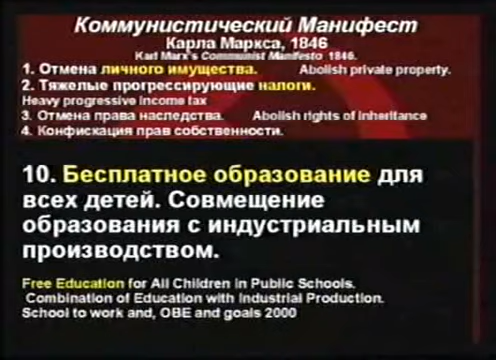 Коммунистический Манифест
Карла Маркса, 1846
Karl Marx's Communist Manifesto 1846.
1. Отмена личного имущества. Abolish private property.
2. Тяжелые прогрессирующие налоги.
Heavy progressive income tax
3. Отмена права наследства. Abolish rights of Inheritance
4. Конфискация прав собственности.
10. Бесплатное образование для
всех детей. Совмещение
образования с индустриальным
производством.
Free Education for All Children in Public Schools.
Combination of Education with Industrial Production.
School to work and, OBE and goals 2000